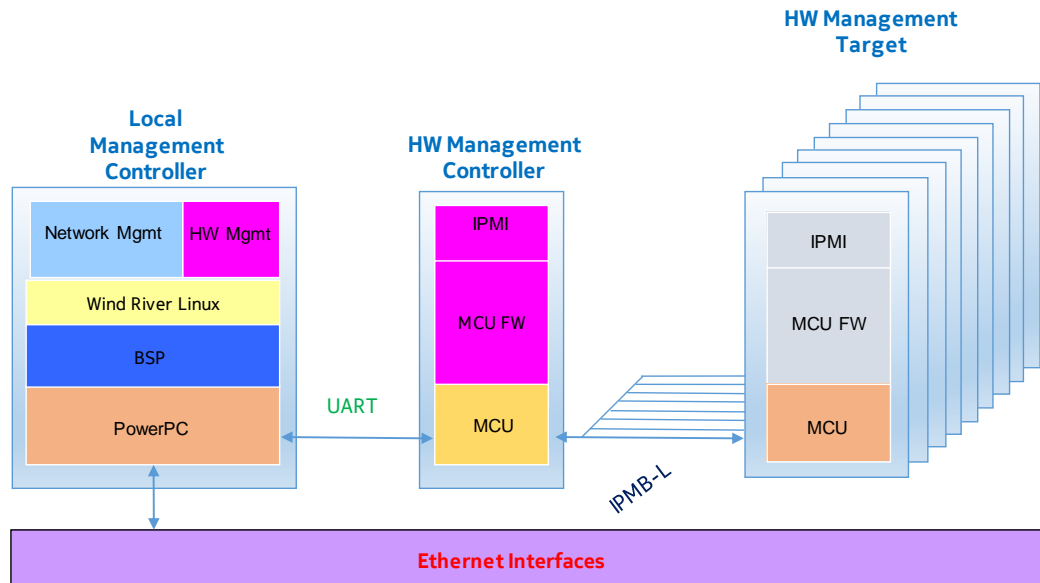 HW Management
Target
Local
Management
Controller
HW Management
Controller
Network Mgmt
HW Mgmt
Wind River Linux
BSP
PowerPC
UART
IPMI
MCU FW
MCU
IPMB-L
IPMI
MCU FW
MCU
Ethernet Interfaces